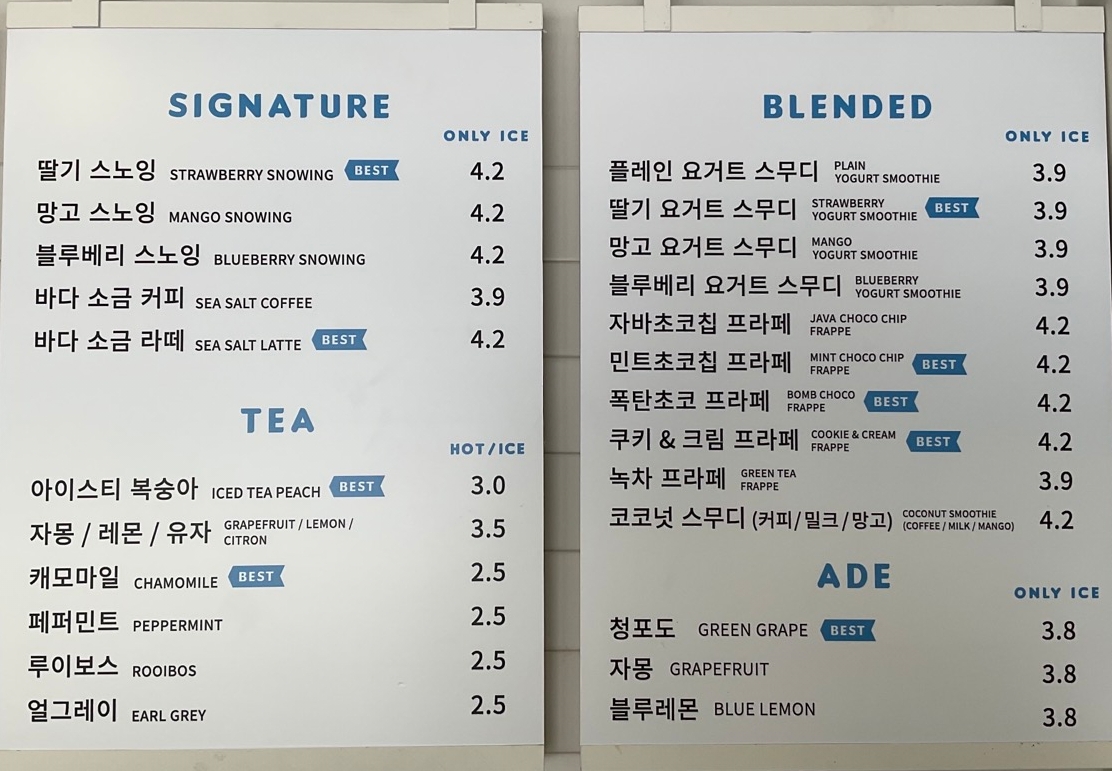 SIGNATURE
ONLY ICE
딸기 스노잉 STRAWBERRY SNOWING BEST 4.2
망고 스노잉 MANGO SNOWING 4.2
블루베리 스노잉 BLUEBERRY SNOWING 4.2
바다 소금 커피 SEA SALT COFFEE 3.9
바다 소금 라떼 SEA SALT LATTE BEST 4.2
TEA
HOT/ICE
아이스티 복숭아 ICED TEA PEACH BEST 3.0
자몽 / 레몬 / 유자 GRAPEFRUIT / LEMON /
CITRON 3.5
캐모마일 CHAMOMILE BEST 2.5
페퍼민트 PEPPERMINT 2.5
루이보스 ROOIBOS 2.5
얼그레이 EARL GREY 2.5
BLENDED
ONLY ICE
플레인 요거트 스무디 PLAIN
YOGURT SMOOTHIE 3.9
딸기 요거트 스무디 STRAWBERRY
YOGURT SMOOTHIE BEST 3.9
망고 요거트 스무디 MANGO
YOGURT SMOOTHIE 3.9
블루베리 요거트 스무디 BLUEBERRY
YOGURT SMOOTHIE 3.9
자바초코칩 프라페 JAVA CHOCO CHIP
FRAPPE 4.2
민트초코칩 프라페 MINT CHOCO CHIP
FRAPPE BEST 4.2
폭탄초코 프라페 BOMB CHOCO
FRAPPE BEST 4.2
쿠키 & 크림 프라페 COOKIE & CREAM
FRAPPE BEST 4.2
녹차 프라페 GREEN TEA
FRAPPE 3.9
코코넛 스무디 (커피/밀크/망고) COCONUT SMOOTHIE
(COFFEE / MILK / MANGO) 4.2
ADE
ONLY ICE
청포도 GREEN GRAPE BEST 3.8
자몽 GRAPEFRUIT 3.8
블루레몬 BLUE LEMON 3.8